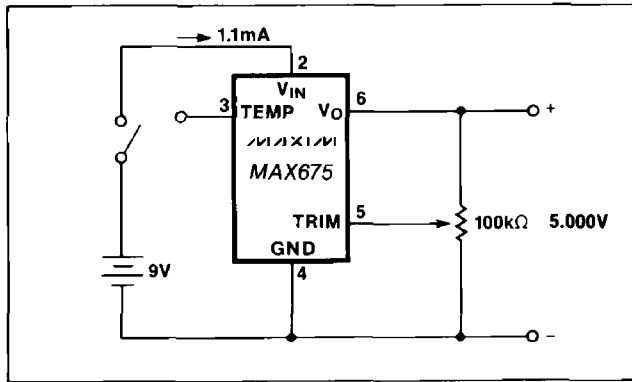 1.1mA
2
VIN
3
TEMP
VO
6
MAXIM
MAX675
TRIM
5
100kΩ
5.000V
GND
4
9V
+
−